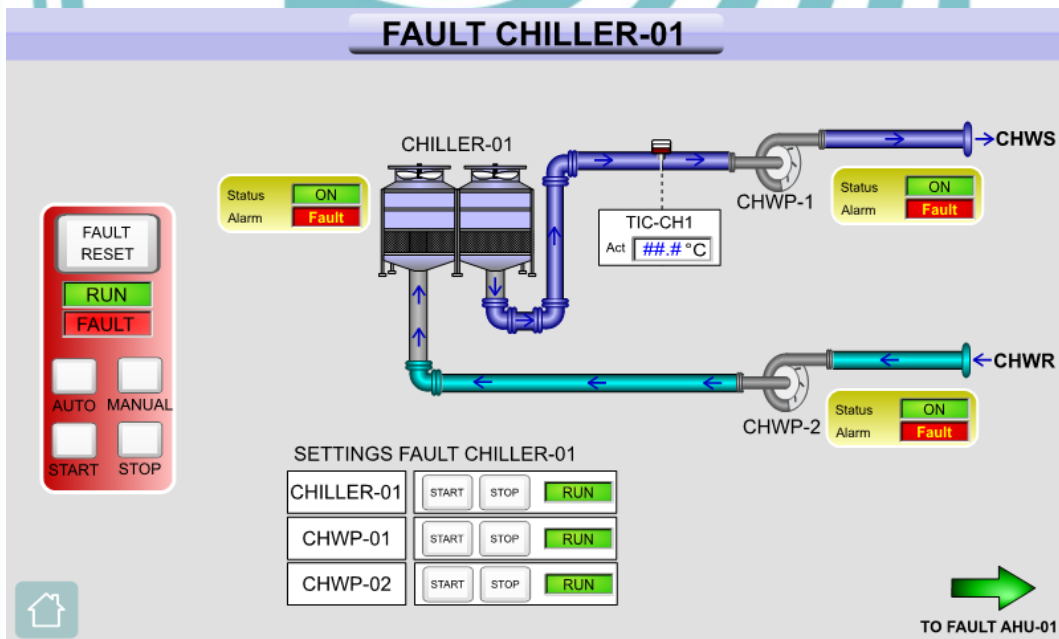 FAULT CHILLER-01
CHILLER-01
Status ON
Alarm Fault
CHWS
CHWP-1
Status ON
Alarm Fault
TIC-CH1
Act ##.# °C
FAULT
RESET
RUN
FAULT
AUTO MANUAL
START STOP
CHWR
CHWP-2
Status ON
Alarm Fault
SETTINGS FAULT CHILLER-01
CHILLER-01 START STOP RUN
CHWP-01 START STOP RUN
CHWP-02 START STOP RUN
TO FAULT AHU-01